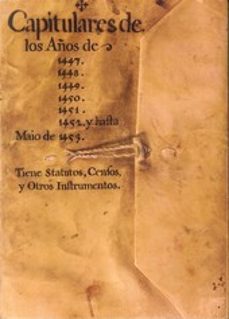 Capitulares de
los Años de
1447.
1448.
1449.
1450.
1451.
1452. y hasta
Maio de 1453.
Tiene Statutos, Censos,
y Otros Instrumentos.